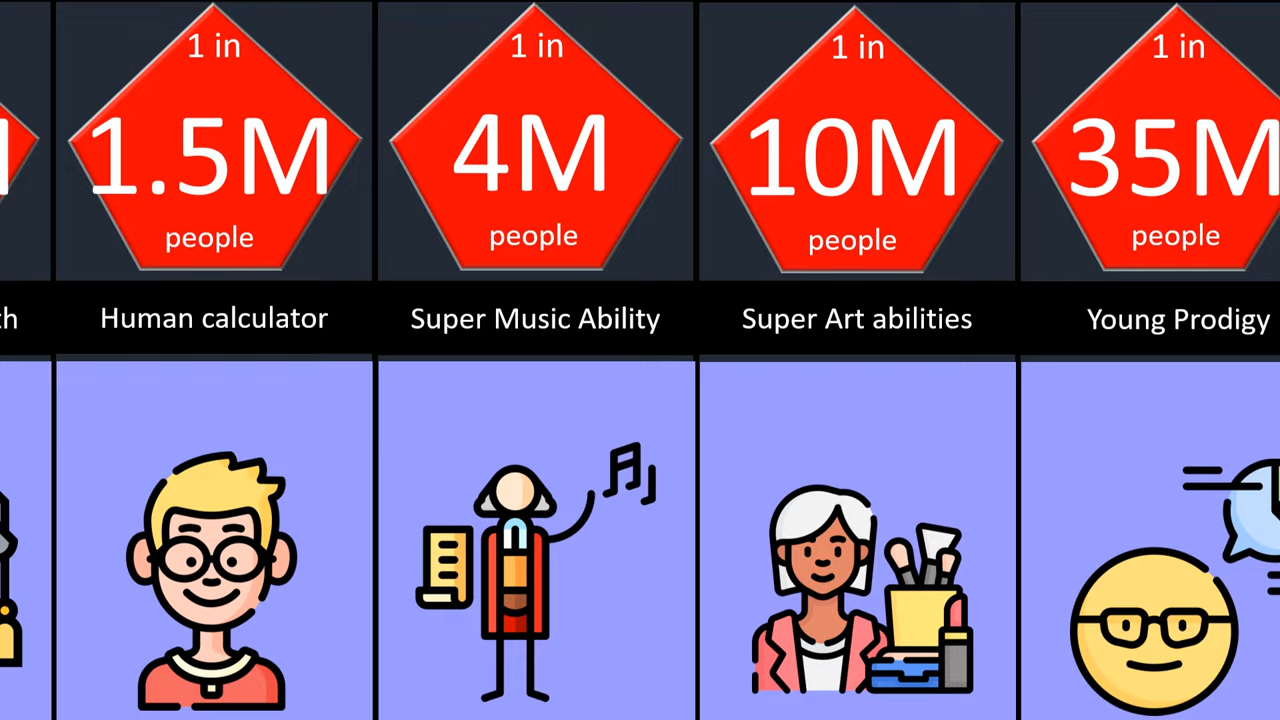 1 in
1.5M
people
Human calculator
1 in
4M
people
Super Music Ability
1 in
10M
people
Super Art abilities
1 in
35M
people
Young Prodigy